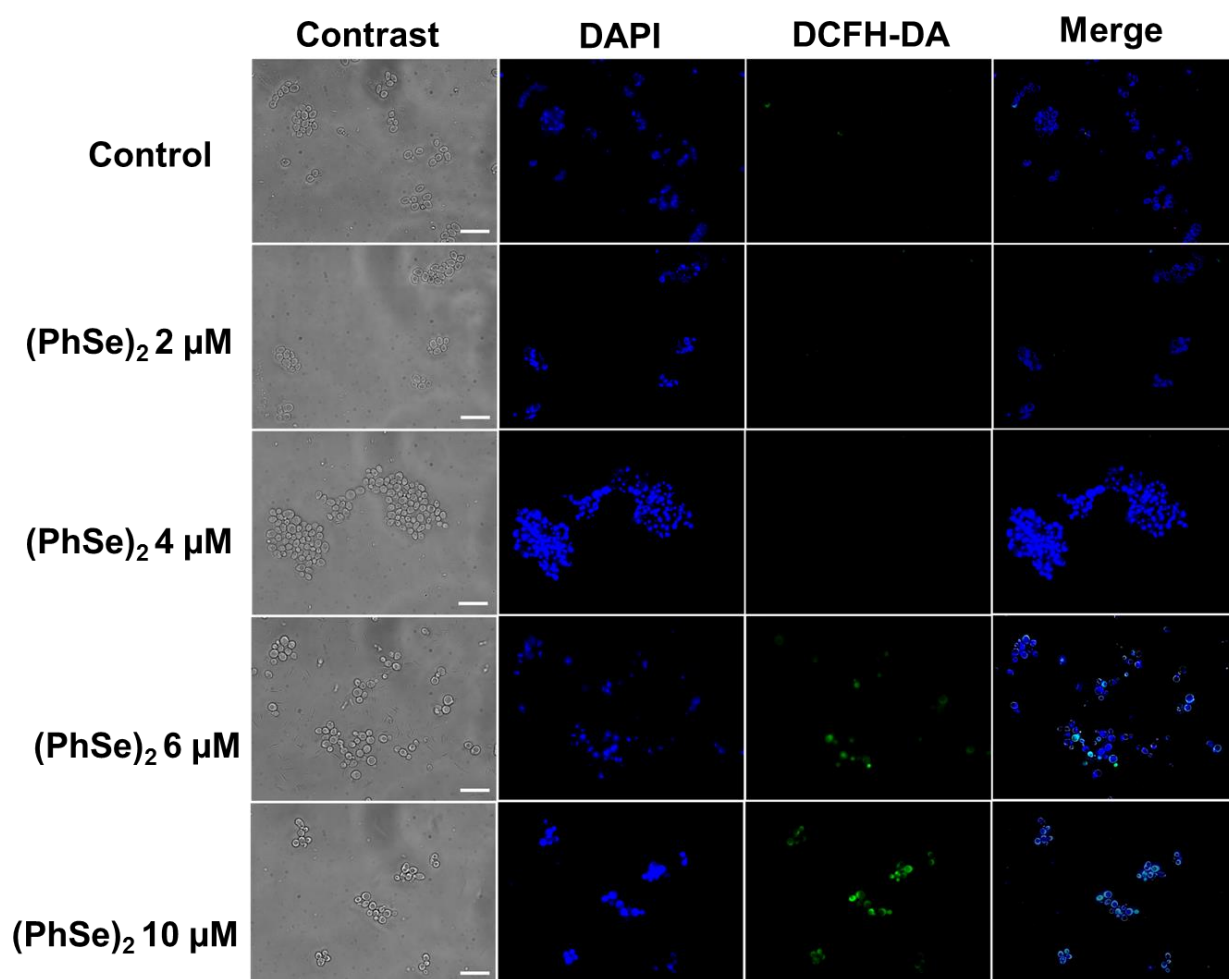 Contrast DAPI DCFH-DA Merge
Control
(PhSe)₂ 2 µM
(PhSe)₂ 4 µM
(PhSe)₂ 6 µM
(PhSe)₂ 10 µM